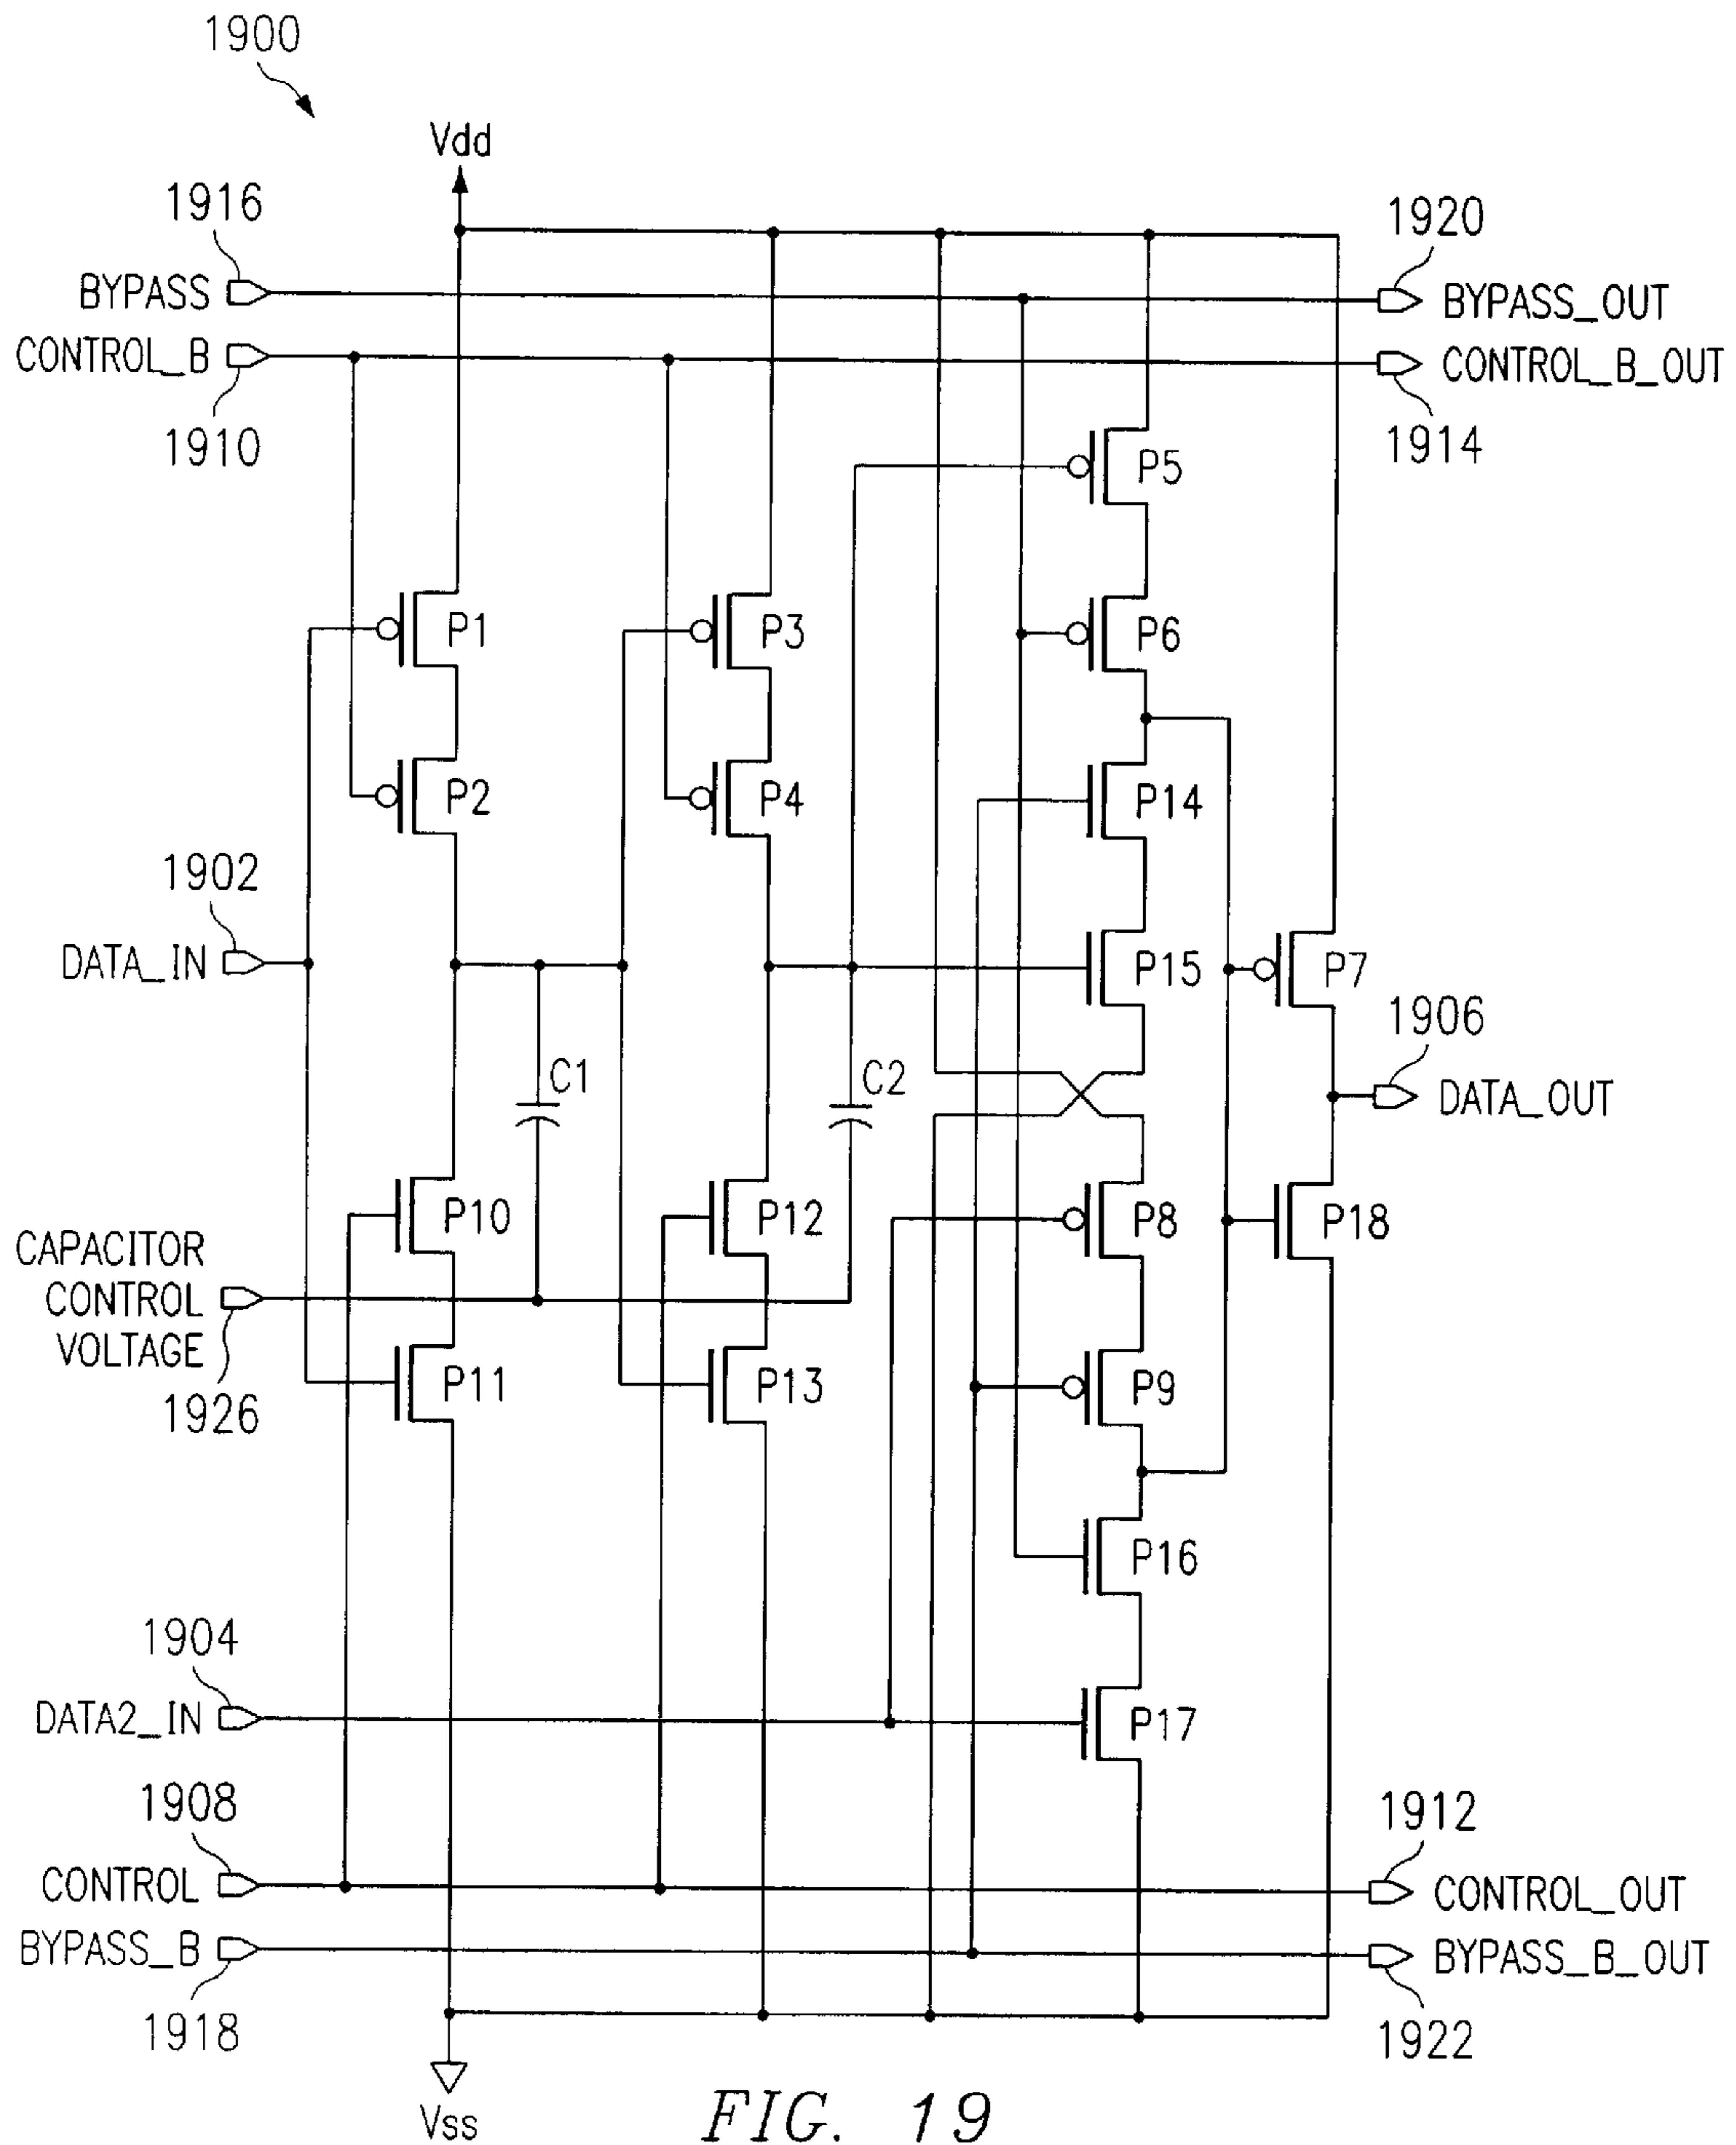 1900
Vdd
1916
1920
BYPASS
BYPASS_OUT
CONTROL_B
CONTROL_B_OUT
1910
1914
P5
P1
P3
P6
P2
P4
P14
1902
DATA_IN
P15
P7
1906
C1
C2
DATA_OUT
P10
P12
P8
P18
CAPACITOR
CONTROL
VOLTAGE
1926
P11
P13
P9
P16
1904
DATA2_IN
P17
1908
1912
CONTROL
CONTROL_OUT
BYPASS_B
BYPASS_B_OUT
1918
1922
Vss
FIG. 19